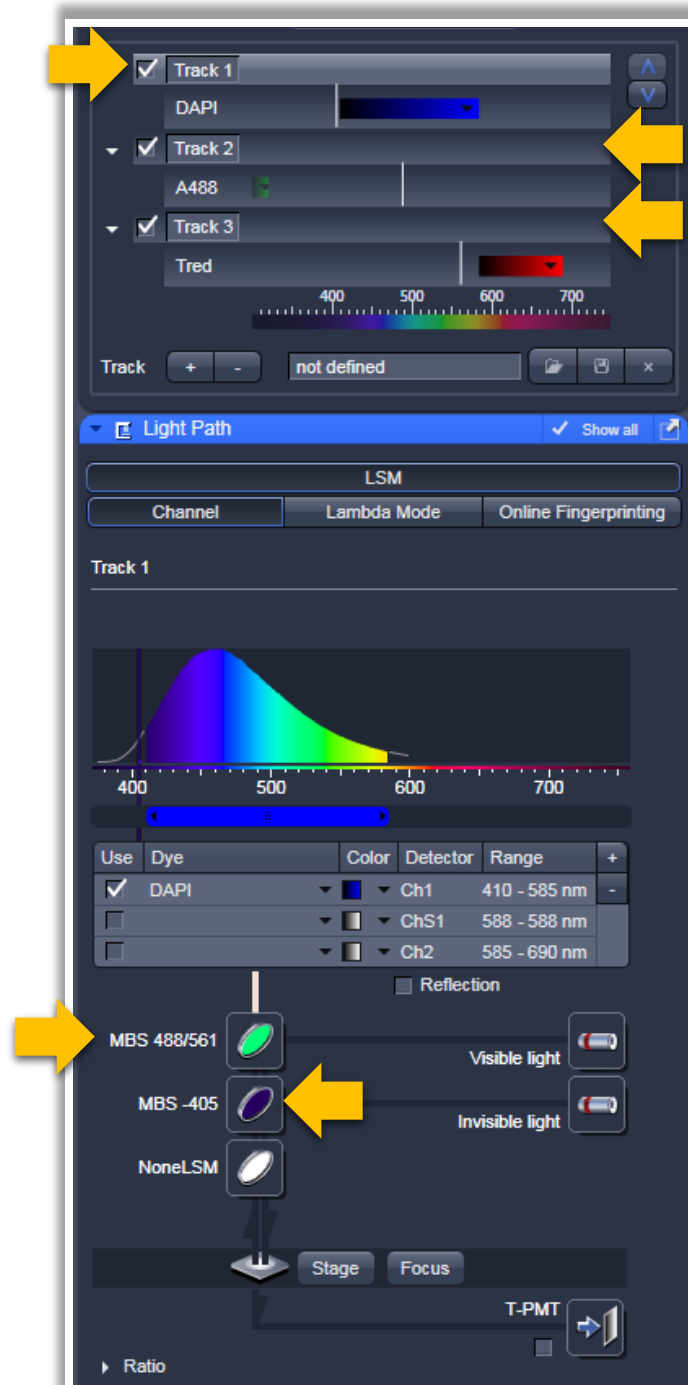 Track 1
DAPI
Track 2
A488
Track 3
Tred
400 500 600 700
Track + - not defined ×
Light Path Show all
LSM
Channel Lambda Mode Online Fingerprinting
Track 1
400 500 600 700
Use Dye Color Detector Range +
DAPI Ch1 410 - 585 nm -
ChS1 588 - 588 nm
Ch2 585 - 690 nm
Reflection
MBS 488/561
Visible light
MBS -405
Invisible light
NoneLSM
Stage Focus
T-PMT
Ratio